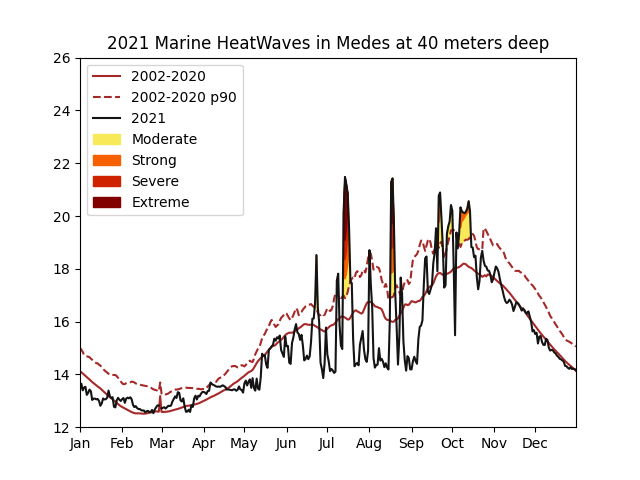 2021 Marine HeatWaves in Medes at 40 meters deep
26
24
22
20
18
16
14
12
2002-2020
2002-2020 p90
2021
Moderate
Strong
Severe
Extreme
Jan Feb Mar Apr May Jun Jul Aug Sep Oct Nov Dec